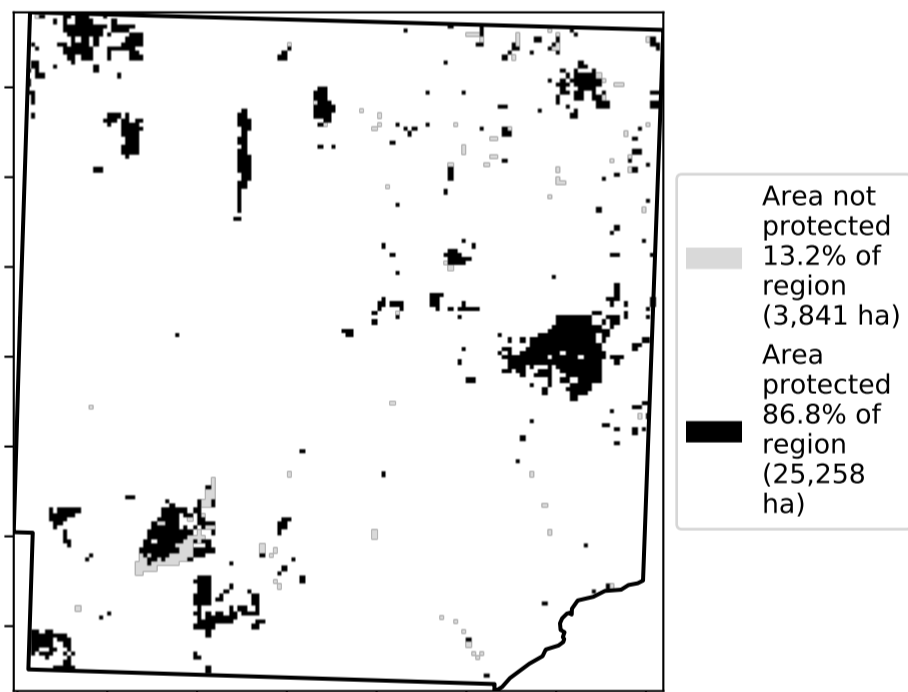 Area not
protected
13.2% of
region
(3,841 ha)
Area
protected
86.8% of
region
(25,258
ha)